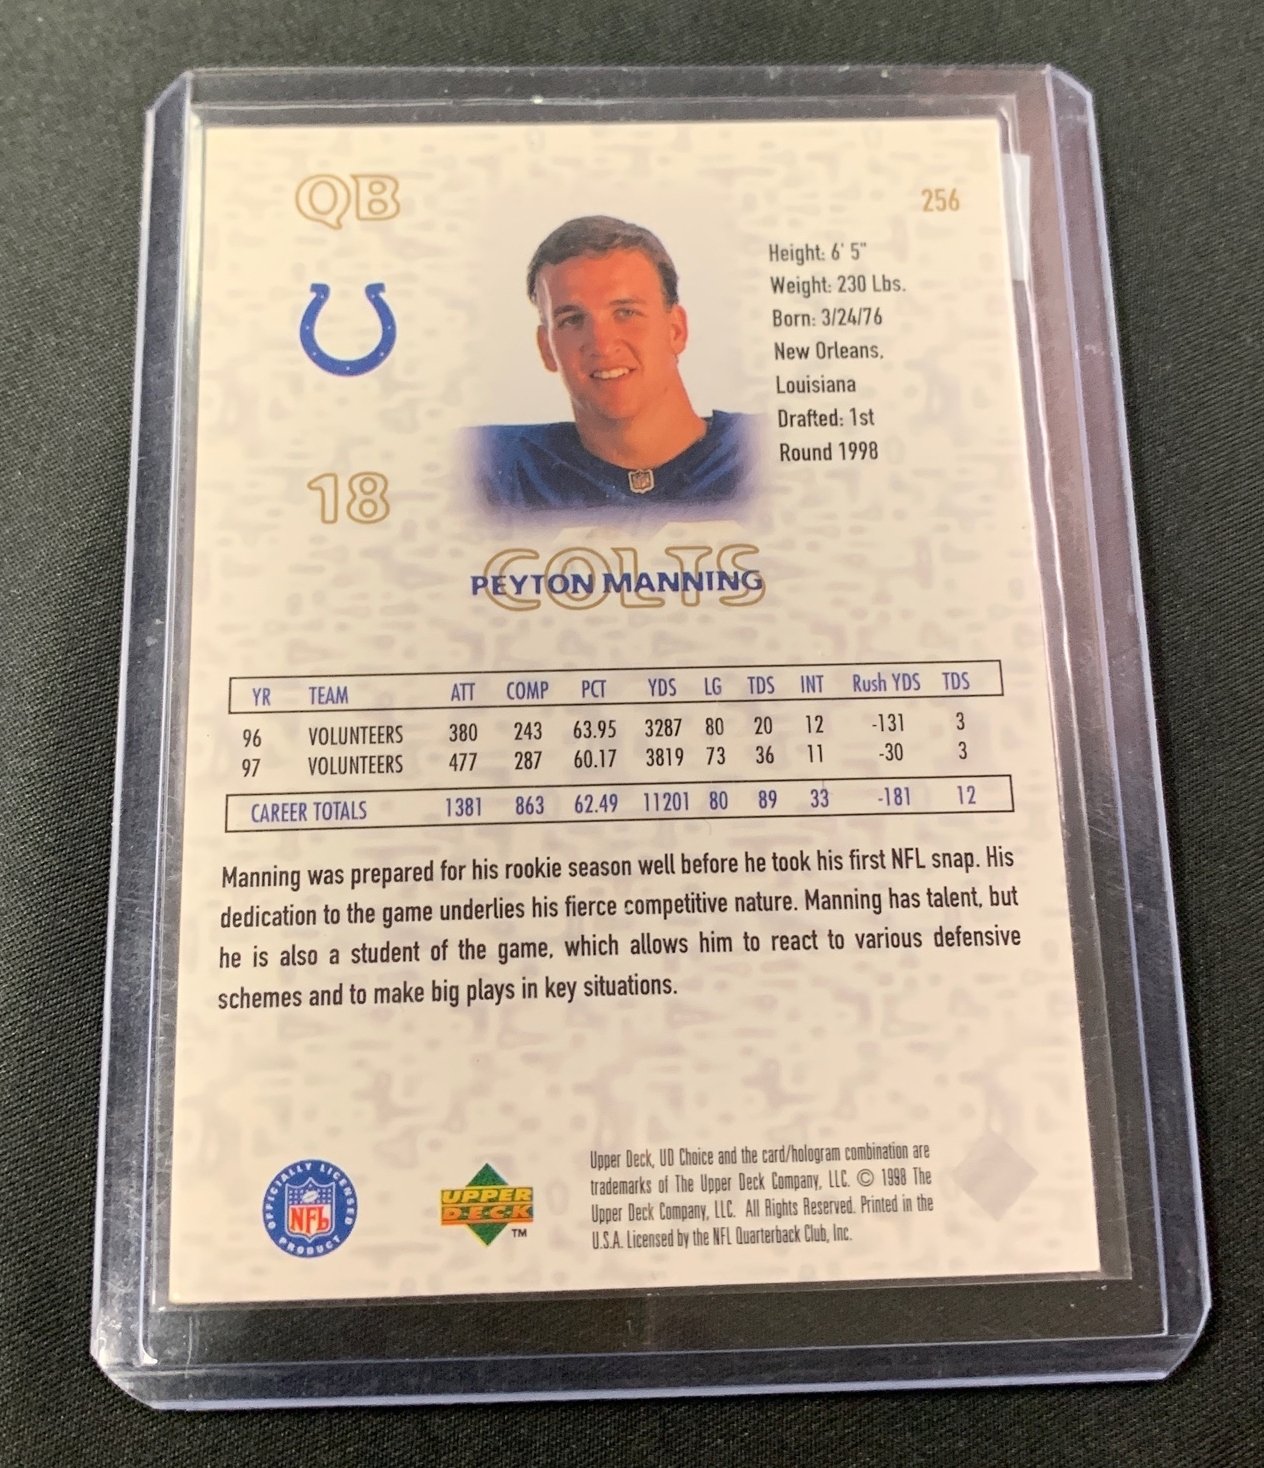 QB
256
Height: 6' 5"
Weight: 230 Lbs.
Born: 3/24/76
New Orleans,
Louisiana
Drafted: 1st
Round 1998
18
COLTS
PEYTON MANNING
YR TEAM ATT COMP PCT YDS LG TDS INT Rush YDS TDS
96 VOLUNTEERS 380 243 63.95 3287 80 20 12 -131 3
97 VOLUNTEERS 477 287 60.17 3819 73 36 11 -30 3
CAREER TOTALS 1381 863 62.49 11201 80 89 33 -181 12
Manning was prepared for his rookie season well before he took his first NFL snap. His
dedication to the game underlies his fierce competitive nature. Manning has talent, but
he is also a student of the game, which allows him to react to various defensive
schemes and to make big plays in key situations.
OFFICIALLY LICENSED
NFL
PRODUCT
UPPER
DECK
TM
Upper Deck, UD Choice and the card/hologram combination are
trademarks of The Upper Deck Company, LLC. © 1998 The
Upper Deck Company, LLC. All Rights Reserved. Printed in the
U.S.A. Licensed by the NFL Quarterback Club, Inc.